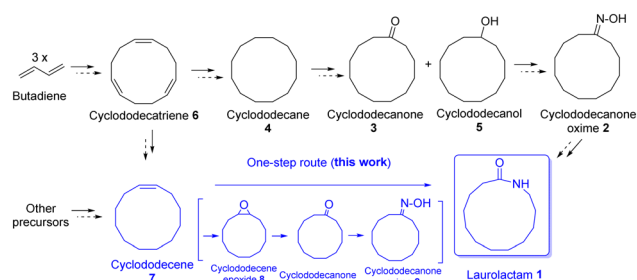 3 x
Butadiene
Cyclododecatriene 6
Cyclododecane
4
O
Cyclododecanone
3
+
OH
Cyclododecanol
5
N-OH
Cyclododecanone
oxime 2
One-step route (this work)
Other
precursors
Cyclododecene
7
O
Cyclododecene
O
Cyclododecanone
N-OH
Cyclododecanone
O
NH
Laurolactam 1